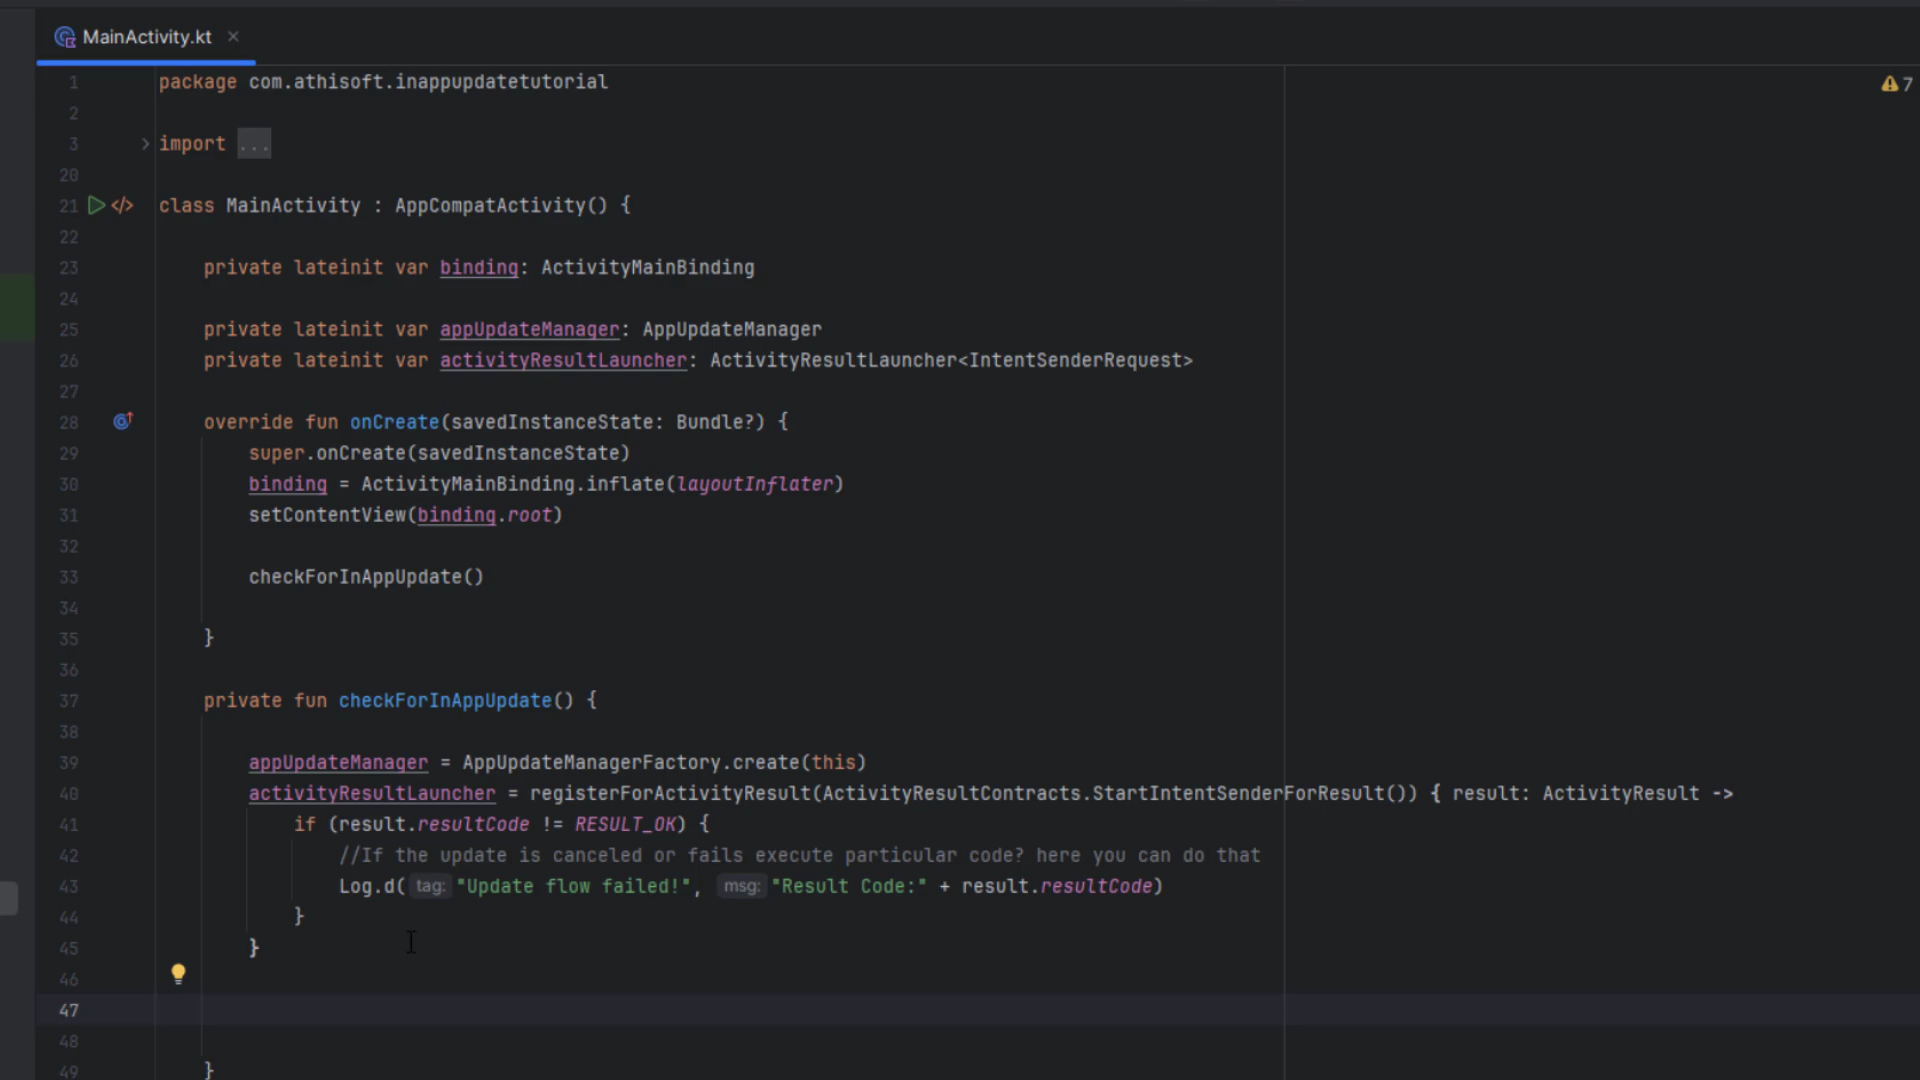 MainActivity.kt
1 package com.athisoft.inappupdatetutorial
7
2
3 import ...
20
21 class MainActivity : AppCompatActivity() {
22
23 private lateinit var binding: ActivityMainBinding
24
25 private lateinit var appUpdateManager: AppUpdateManager
26 private lateinit var activityResultLauncher: ActivityResultLauncher<IntentSenderRequest>
27
28 override fun onCreate(savedInstanceState: Bundle?) {
29 super.onCreate(savedInstanceState)
30 binding = ActivityMainBinding.inflate(layoutInflater)
31 setContentView(binding.root)
32
33 checkForInAppUpdate()
34
35 }
36
37 private fun checkForInAppUpdate() {
38
39 appUpdateManager = AppUpdateManagerFactory.create(this)
40 activityResultLauncher = registerForActivityResult(ActivityResultContracts.StartIntentSenderForResult()) { result: ActivityResult ->
41 if (result.resultCode != RESULT_OK) {
42 //If the update is canceled or fails execute particular code? here you can do that
43 Log.d( tag: "Update flow failed!", msg: "Result Code:" + result.resultCode)
44 }
45 }
46
47
48
49 }